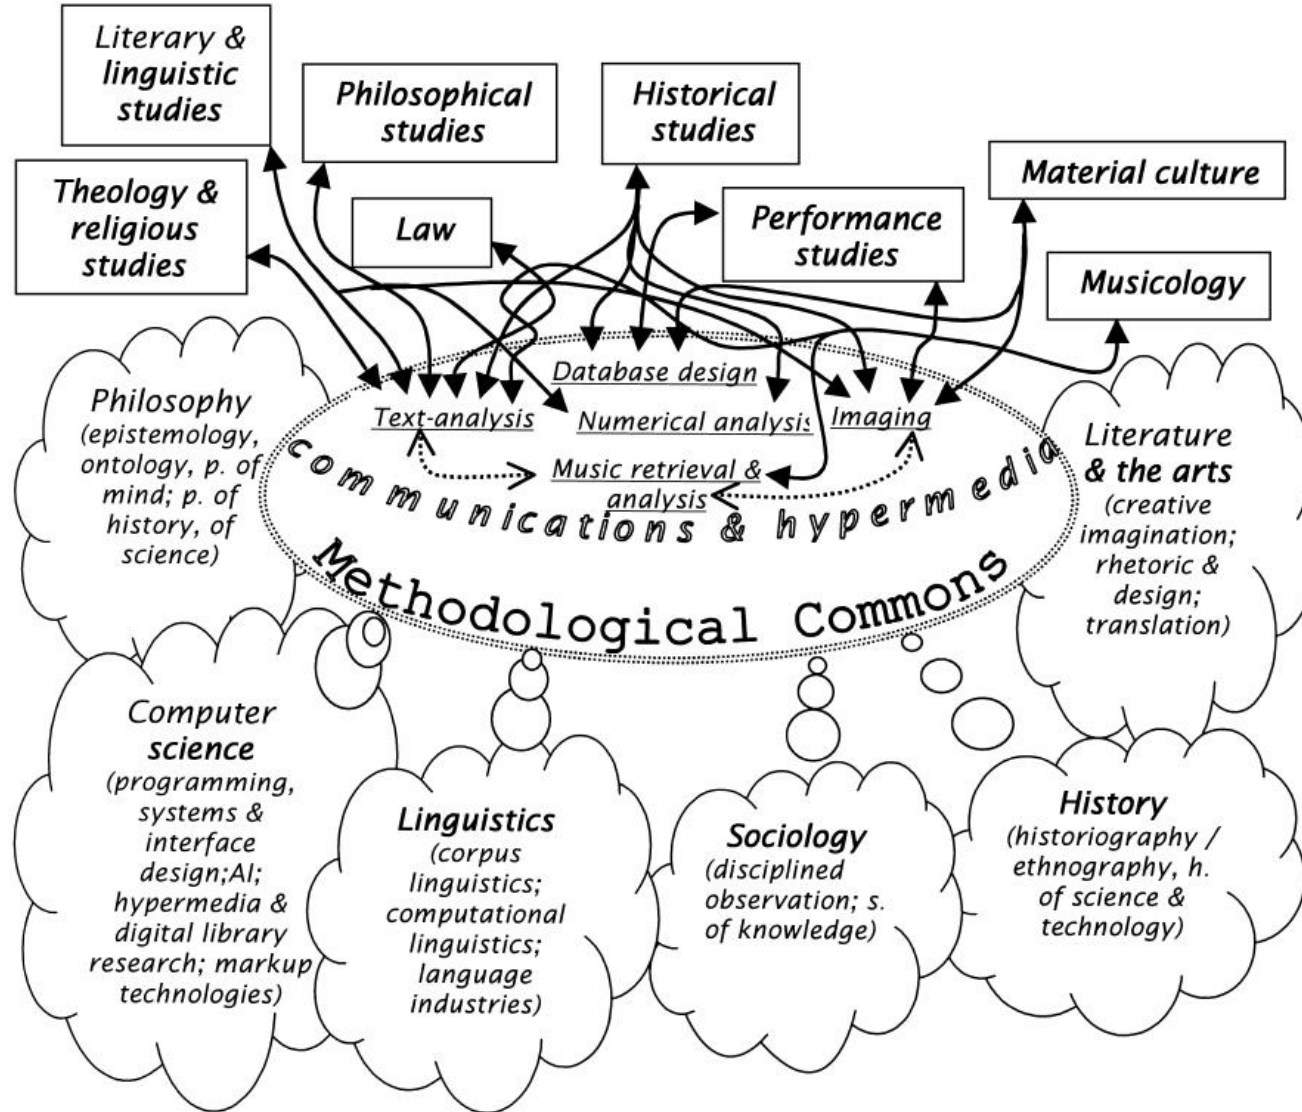 Literary &
linguistic
studies
Philosophical
studies
Historical
studies
Material culture
Theology &
religious
studies
Law
Performance
studies
Musicology
Database design
Text-analysis
Numerical analysis
Imaging
Music retrieval &
analysis
communications & hypermedia
Methodological Commons
Philosophy
(epistemology,
ontology, p. of
mind; p. of
history, of
science)
Literature
& the arts
(creative
imagination;
rhetoric &
design;
translation)
Computer
science
(programming,
systems &
interface
design;AI;
hypermedia &
digital library
research; markup
technologies)
Linguistics
(corpus
linguistics;
computational
linguistics;
language
industries)
Sociology
(disciplined
observation; s.
of knowledge)
History
(historiography /
ethnography, h.
of science &
technology)